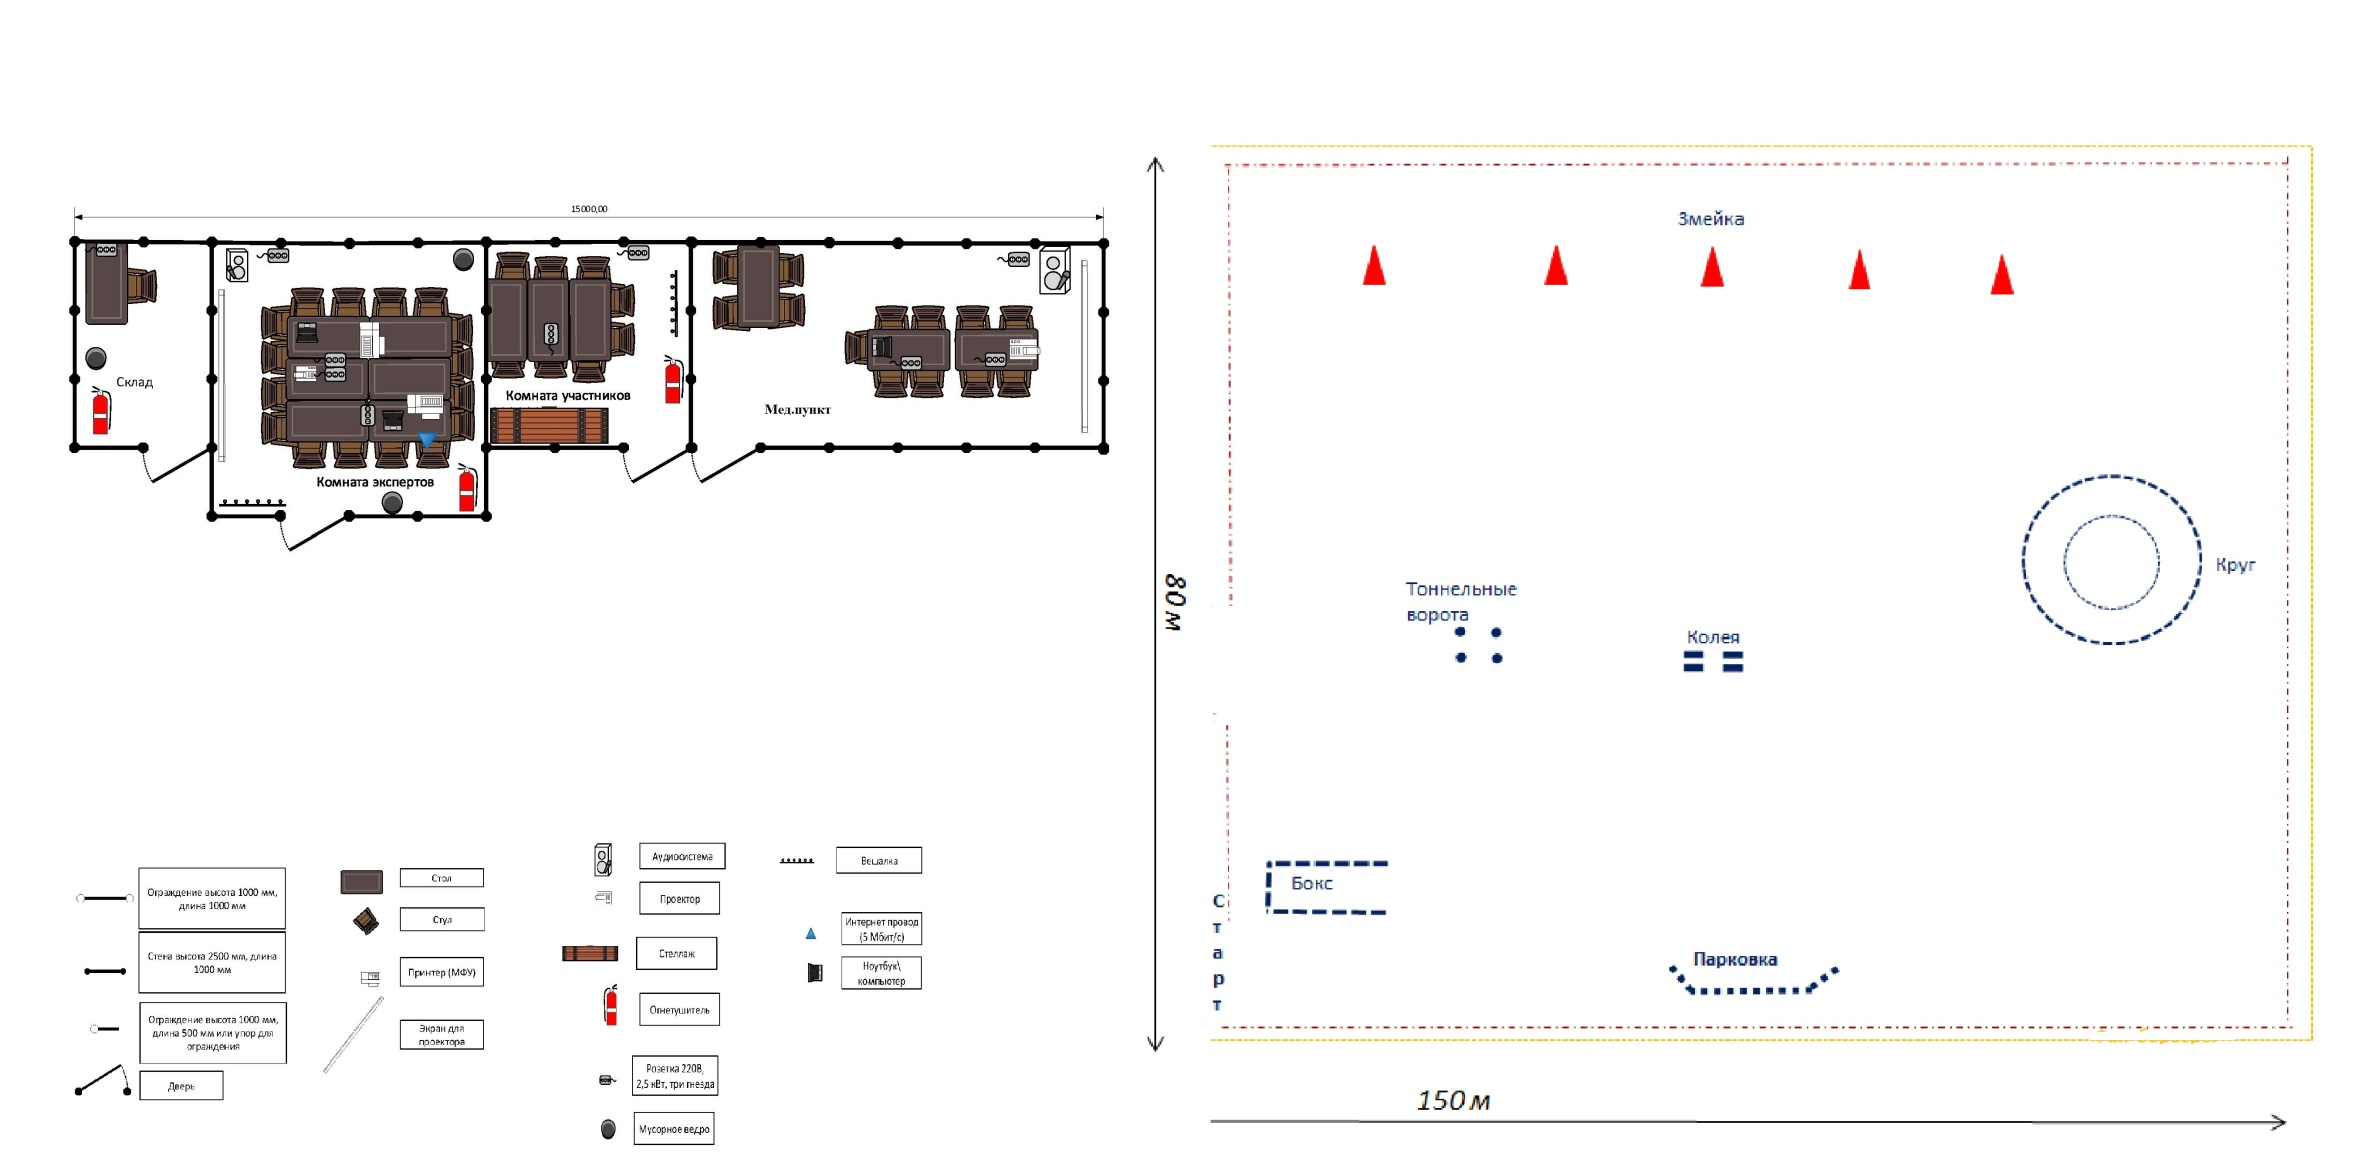 15000,00
Склад
Комната экспертов
Комната участников
Мед.пункт
Ограждение высота 1000 мм,
длина 1000 мм
Стена высота 2500 мм, длина
1000 мм
Ограждение высота 1000 мм,
длина 500 мм или упор для
ограждения
Дверь
Стол
Стул
Принтер (МФУ)
Экран для
проектора
Аудиосистема
Проектор
Стеллаж
Огнетушитель
Розетка 220В,
2,5 кВт, три гнезда
Мусорное ведро
Вешалка
Интернет провод
(5 Мбит/с)
Ноутбук\
компьютер
80 м
Змейка
Круг
Тоннельные
ворота
Колея
Бокс
Старт
Парковка
150 м